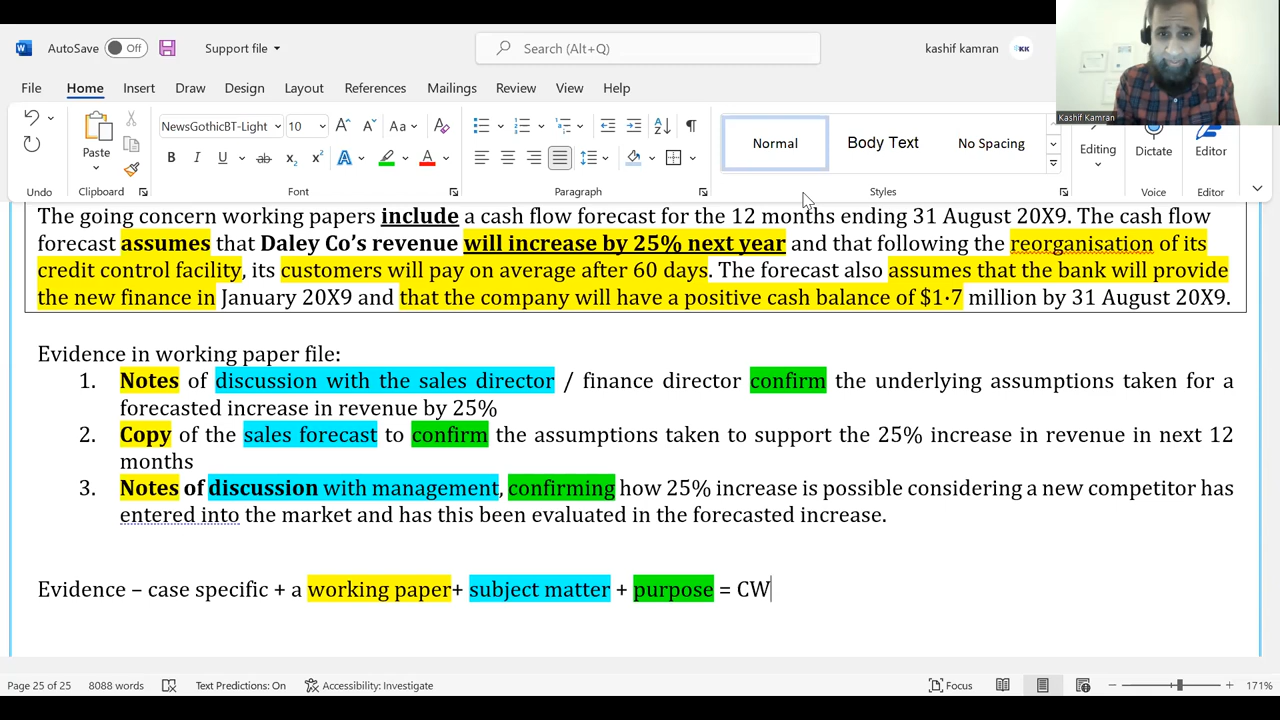 AutoSave Off Support file Search (Alt+Q) kashif kamran KK
File Home Insert Draw Design Layout References Mailings Review View Help
Kashif Kamran
NewsGothicBT-Light 10 Aa Normal Body Text No Spacing
Paste Editing Dictate Editor
Undo Clipboard Font Paragraph Styles Voice Editor
The going concern working papers include a cash flow forecast for the 12 months ending 31 August 20X9. The cash flow
forecast assumes that Daley Co’s revenue will increase by 25% next year and that following the reorganisation of its
credit control facility, its customers will pay on average after 60 days. The forecast also assumes that the bank will provide
the new finance in January 20X9 and that the company will have a positive cash balance of $1·7 million by 31 August 20X9.
Evidence in working paper file:
1. Notes of discussion with the sales director / finance director confirm the underlying assumptions taken for a
forecasted increase in revenue by 25%
2. Copy of the sales forecast to confirm the assumptions taken to support the 25% increase in revenue in next 12
months
3. Notes of discussion with management, confirming how 25% increase is possible considering a new competitor has
entered into the market and has this been evaluated in the forecasted increase.
Evidence – case specific + a working paper+ subject matter + purpose = CW
Page 25 of 25 8088 words Text Predictions: On Accessibility: Investigate Focus 171%